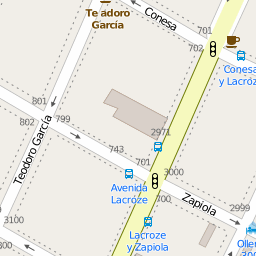 Te adoro
García
Conesa
701
702
Conesa
y Lacroze
801
802
799
Teodoro García
743
2971
701
3000
Avenida
Lacroze
700
Zapiola
2999
3100
3100
Lacroze
y Zapiola